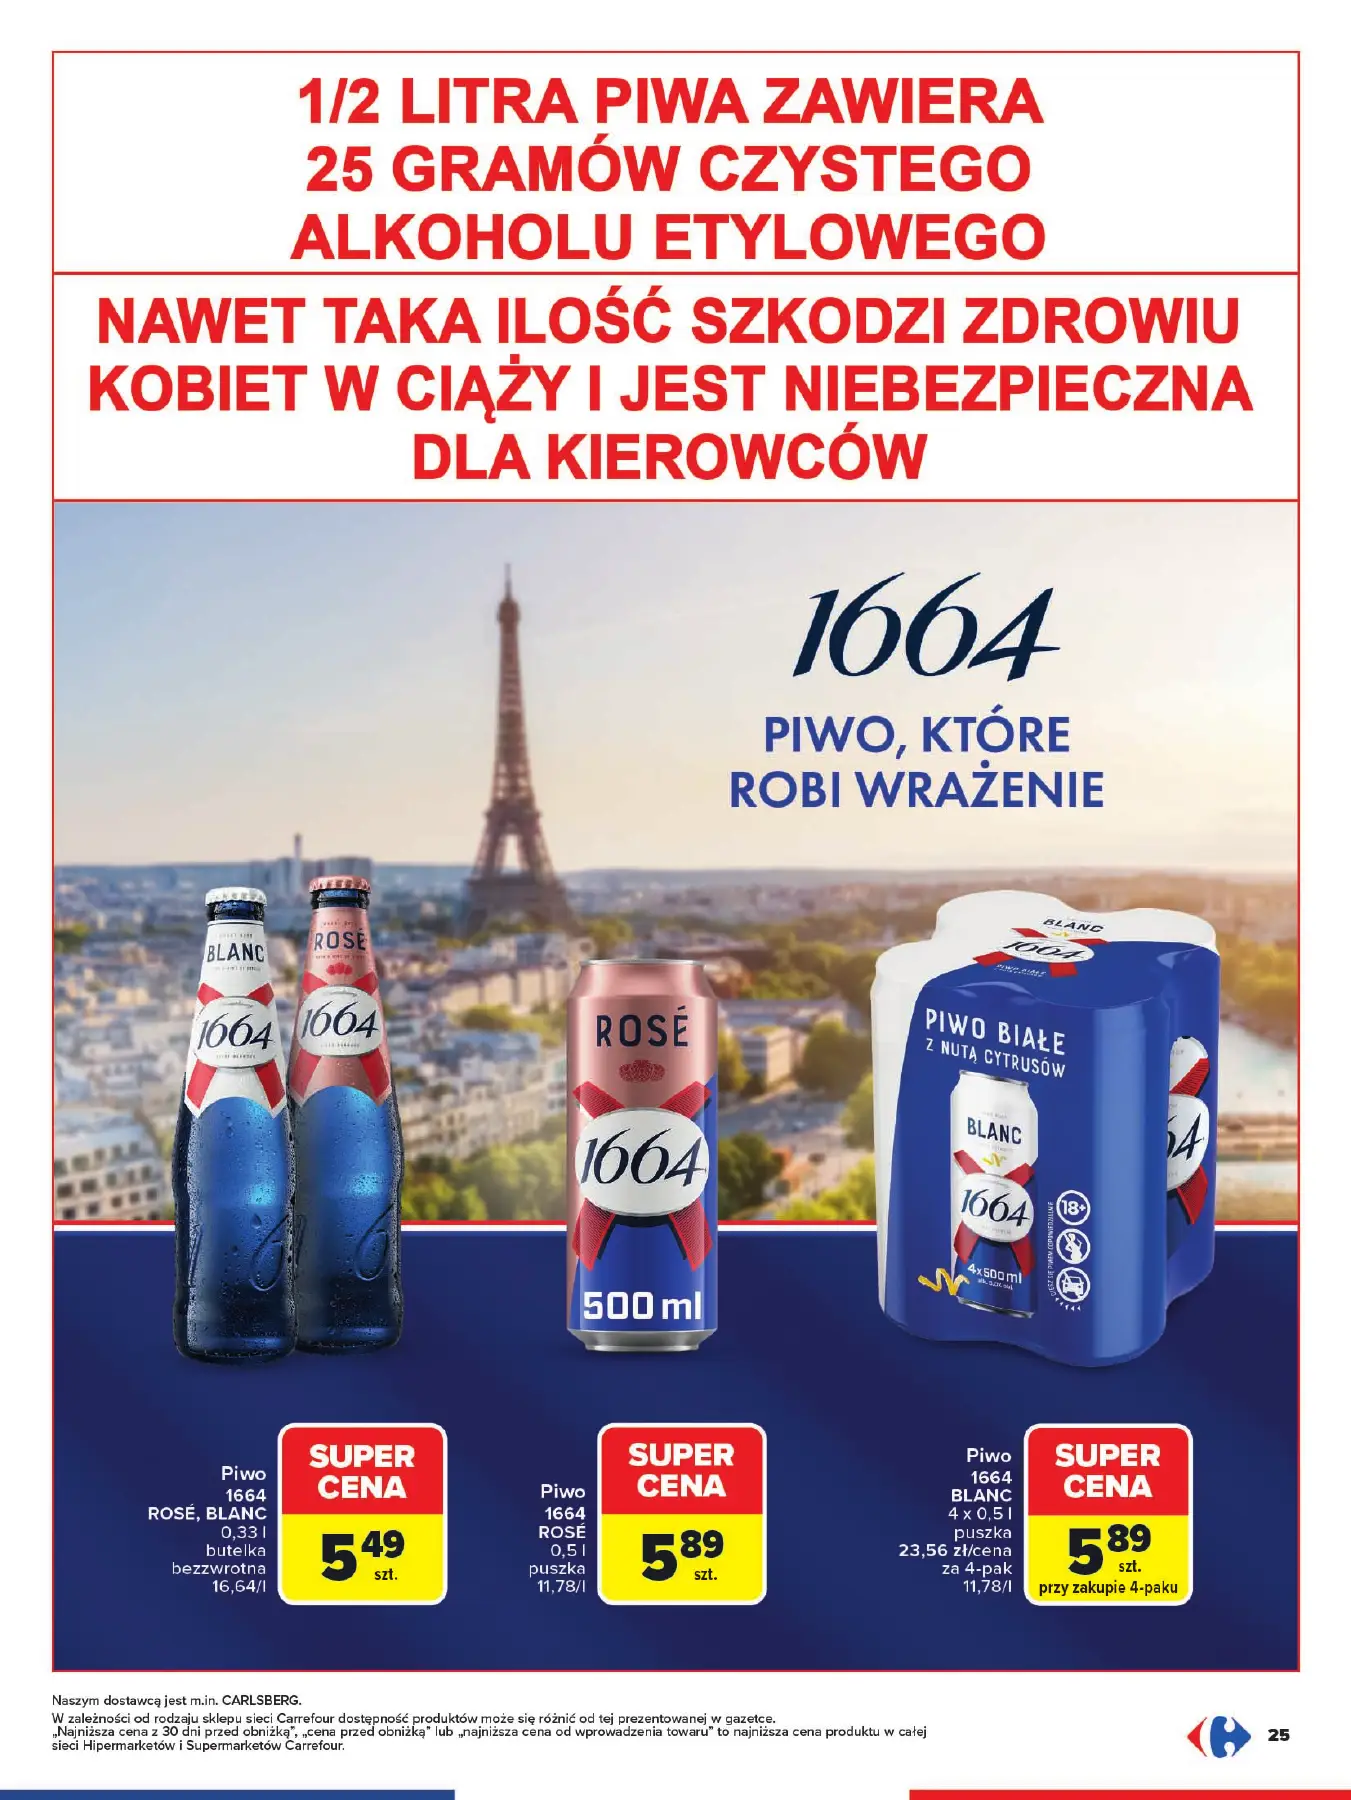 1/2 LITRA PIWA ZAWIERA
25 GRAMÓW CZYSTEGO
ALKOHOLU ETYLOWEGO
NAWET TAKA ILOŚĆ SZKODZI ZDROWIU
KOBIET W CIĄŻY I JEST NIEBEZPIECZNA
DLA KIEROWCÓW
1664
PIWO, KTÓRE
ROBI WRAŻENIE
BLANC
1664
ROSÉ
1664
ROSÉ
1664
500 ml
BLANC
1664
PIWO BIAŁE
Z NUTĄ CYTRUSÓW
BLANC
1664
4x500ml
18+
64
Piwo
1664
ROSÉ, BLANC
0,33 l
butelka
bezzwrotna
16,64/l
SUPER
CENA
5 49
szt.
Piwo
1664
ROSÉ
0,5 l
puszka
11,78/l
SUPER
CENA
5 89
szt.
Piwo
1664
BLANC
4 x 0,5 l
puszka
23,56 zł/cena
za 4-pak
11,78/l
SUPER
CENA
5 89
szt.
przy zakupie 4-paku
Naszym dostawcą jest m.in. CARLSBERG.
W zależności od rodzaju sklepu sieci Carrefour dostępność produktów może się różnić od tej prezentowanej w gazetce.
„Najniższa cena z 30 dni przed obniżką", „cena przed obniżką" lub „najniższa cena od wprowadzenia towaru" to najniższa cena produktu w całej
sieci Hipermarketów i Supermarketów Carrefour.
25